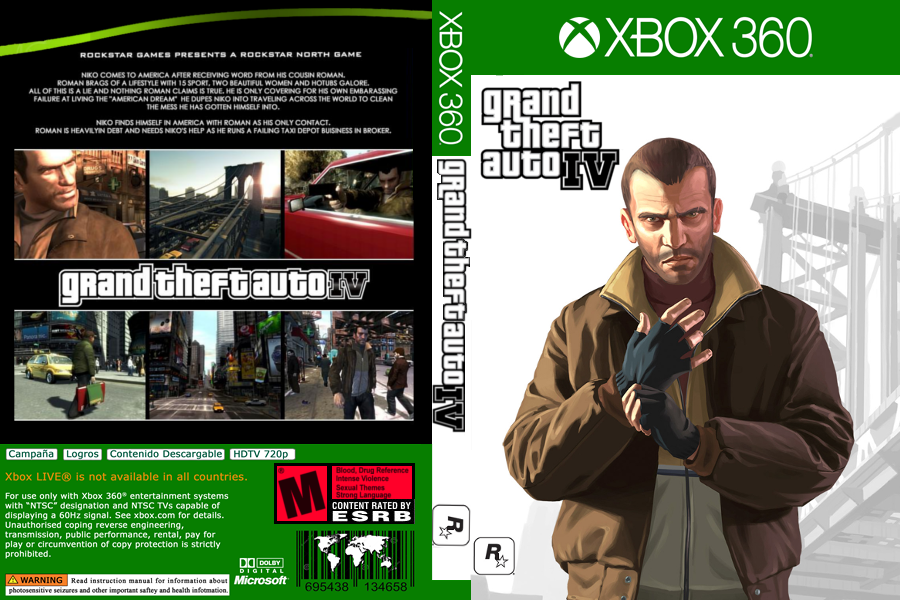 ROCKSTAR GAMES PRESENTS A ROCKSTAR NORTH GAME
NIKO COMES TO AMERICA AFTER RECEIVING WORD FROM HIS COUSIN ROMAN.
ROMAN BRAGS OF A LIFESTYLE WITH 15 SPORT, TWO BEAUTIFUL WOMEN AND HOTUBS GALORE.
ALL OF THIS IS A LIE AND NOTHING ROMAN CLAIMS IS TRUE. HE IS ONLY COVERING FOR HIS OWN EMBARASSING
FAILURE AT LIVING THE "AMERICAN DREAM" HE DUPES NIKO INTO TRAVELING ACROSS THE WORLD TO CLEAN
THE MESS HE HAS GOTTEN HIMSELF INTO.
NIKO FINDS HIMSELF IN AMERICA WITH ROMAN AS HIS ONLY CONTACT.
ROMAN IS HEAVILYIN DEBT AND NEEDS NIKO'S HELP AS HE RUNS A FAILING TAXI DEPOT BUSINESS IN BROKER.
grand theft auto IV
Campaña Logros Contenido Descargable HDTV 720p
Xbox LIVE® is not available in all countries.
For use only with Xbox 360® entertainment systems
with "NTSC" designation and NTSC TVs capable of
displaying a 60Hz signal. See xbox.com for details.
Unauthorised coping reverse engineering,
transmission, public performance, rental, pay for
play or circumvention of copy protection is strictly
prohibited.
WARNING Read instruction manual for information about
photosensitive seizures and other important saftey and health infotmation.
DOLBY
DIGITAL
Microsoft®
M
Blood, Drug Reference
Intense Violence
Sexual Themes
Strong Language
CONTENT RATED BY
ESRB
695438 134658
XBOX 360
grand theft auto IV
R
XBOX 360
grand
theft
auto IV
R